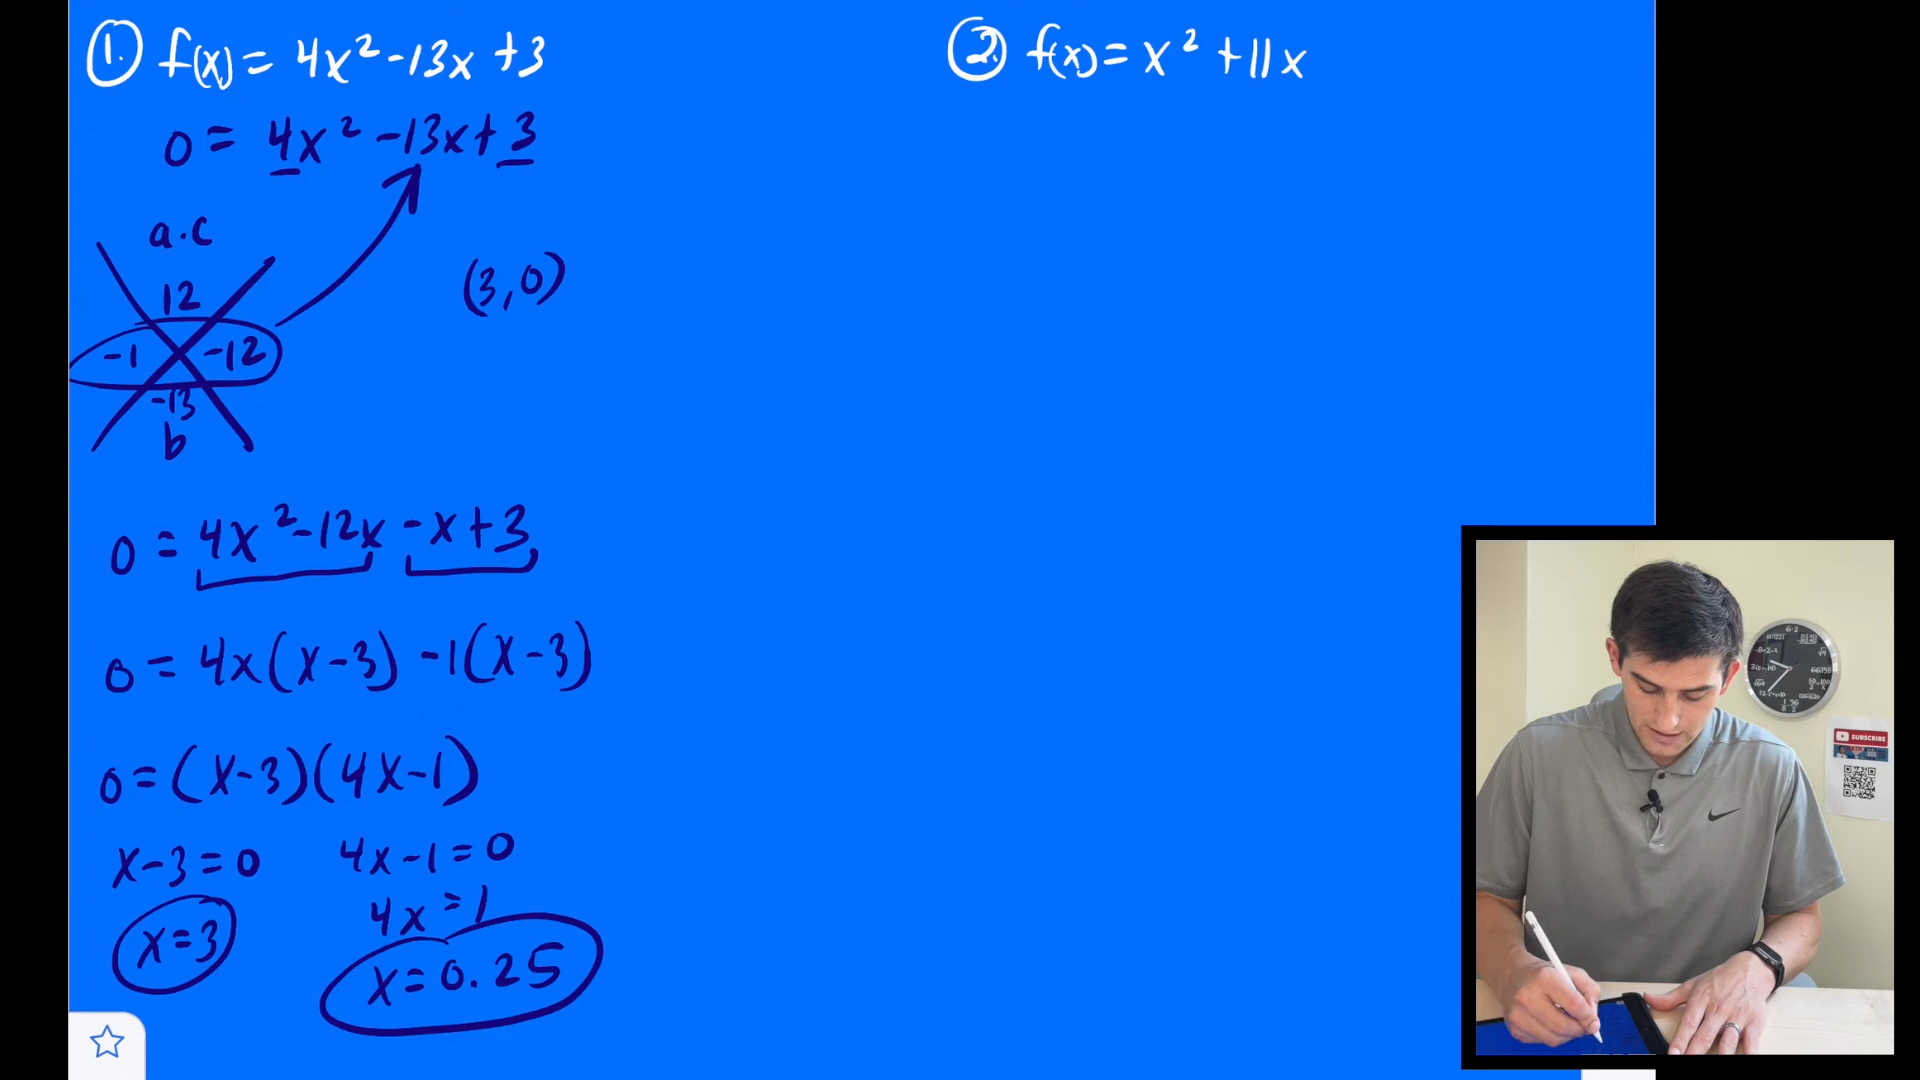 1. f(x) = 4x² -13x +3
0 = 4x² -13x + 3
a.c
12
-1 -12
-13
b
(3,0)
0 = 4x² -12x -x +3
0 = 4x(x-3) -1(x-3)
0 = (x-3)(4x-1)
x-3=0 4x-1=0
4x =1
x=3 x=0.25
2. f(x) = x² +11x
SUBSCRIBE